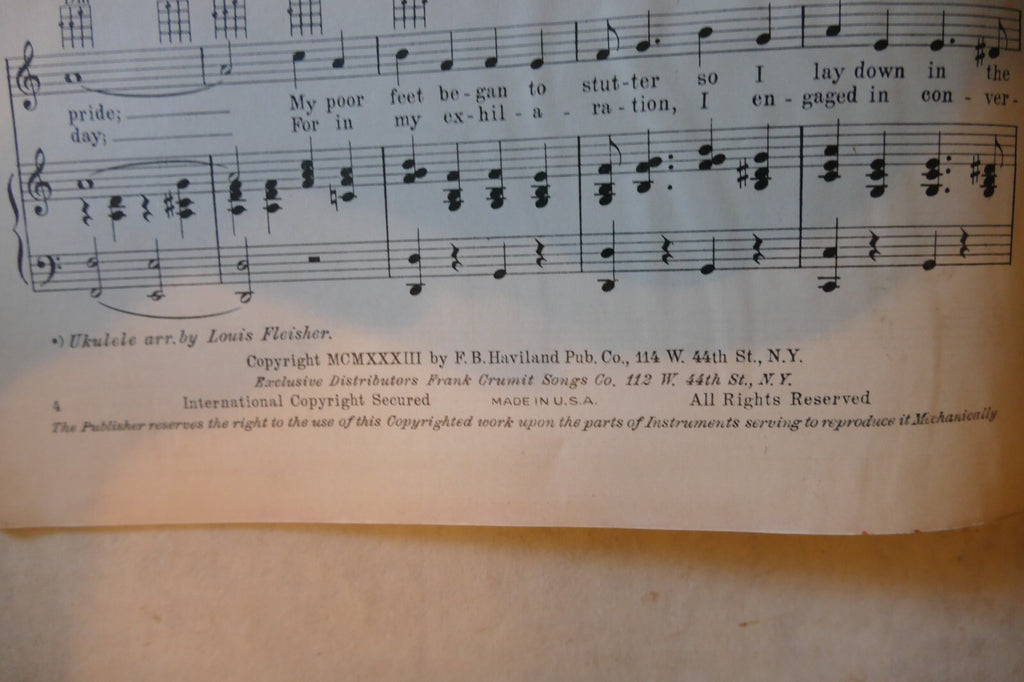 pride; My poor feet be-gan to stut-ter so I lay down in the
day; For in my ex-hil-a-ra-tion, I en-gaged in con-ver-
*) Ukulele arr. by Louis Fleisher.
Copyright MCMXXXIII by F. B. Haviland Pub. Co., 114 W. 44th St., N.Y.
Exclusive Distributors Frank Crumit Songs Co. 112 W. 44th St., N.Y.
4 International Copyright Secured MADE IN U.S.A. All Rights Reserved
The Publisher reserves the right to the use of this Copyrighted work upon the parts of Instruments serving to reproduce it Mechanically